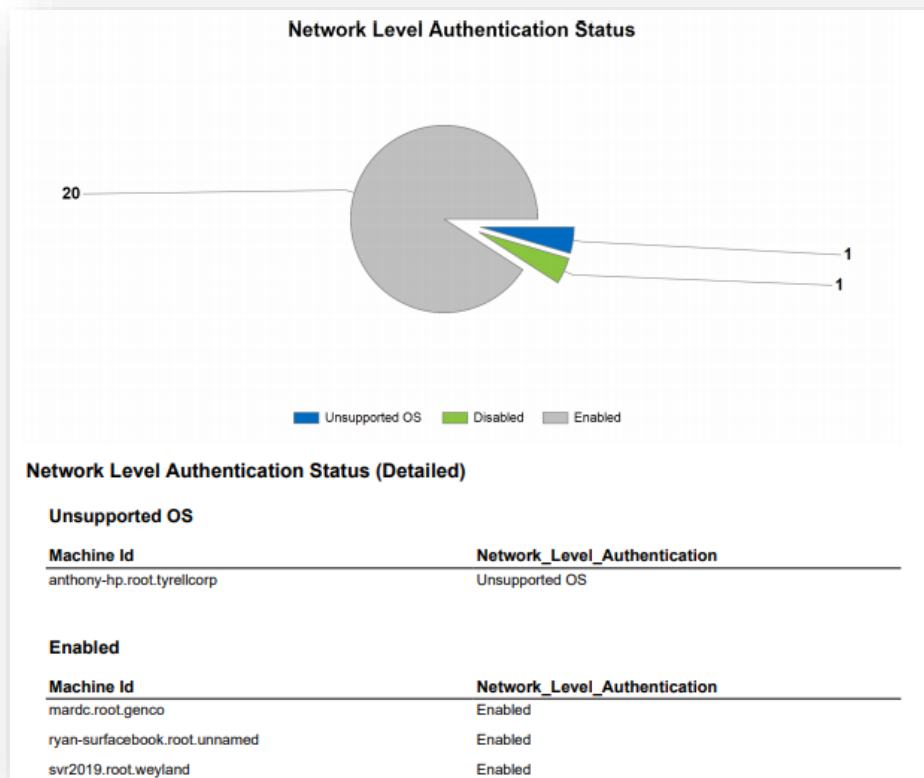 Network Level Authentication Status
20
1
1
Unsupported OS Disabled Enabled
Network Level Authentication Status (Detailed)
Unsupported OS
Machine Id Network_Level_Authentication
anthony-hp.root.tyrellcorp Unsupported OS
Enabled
Machine Id Network_Level_Authentication
mardc.root.genco Enabled
ryan-surfacebook.root.unnamed Enabled
svr2019.root.weyland Enabled